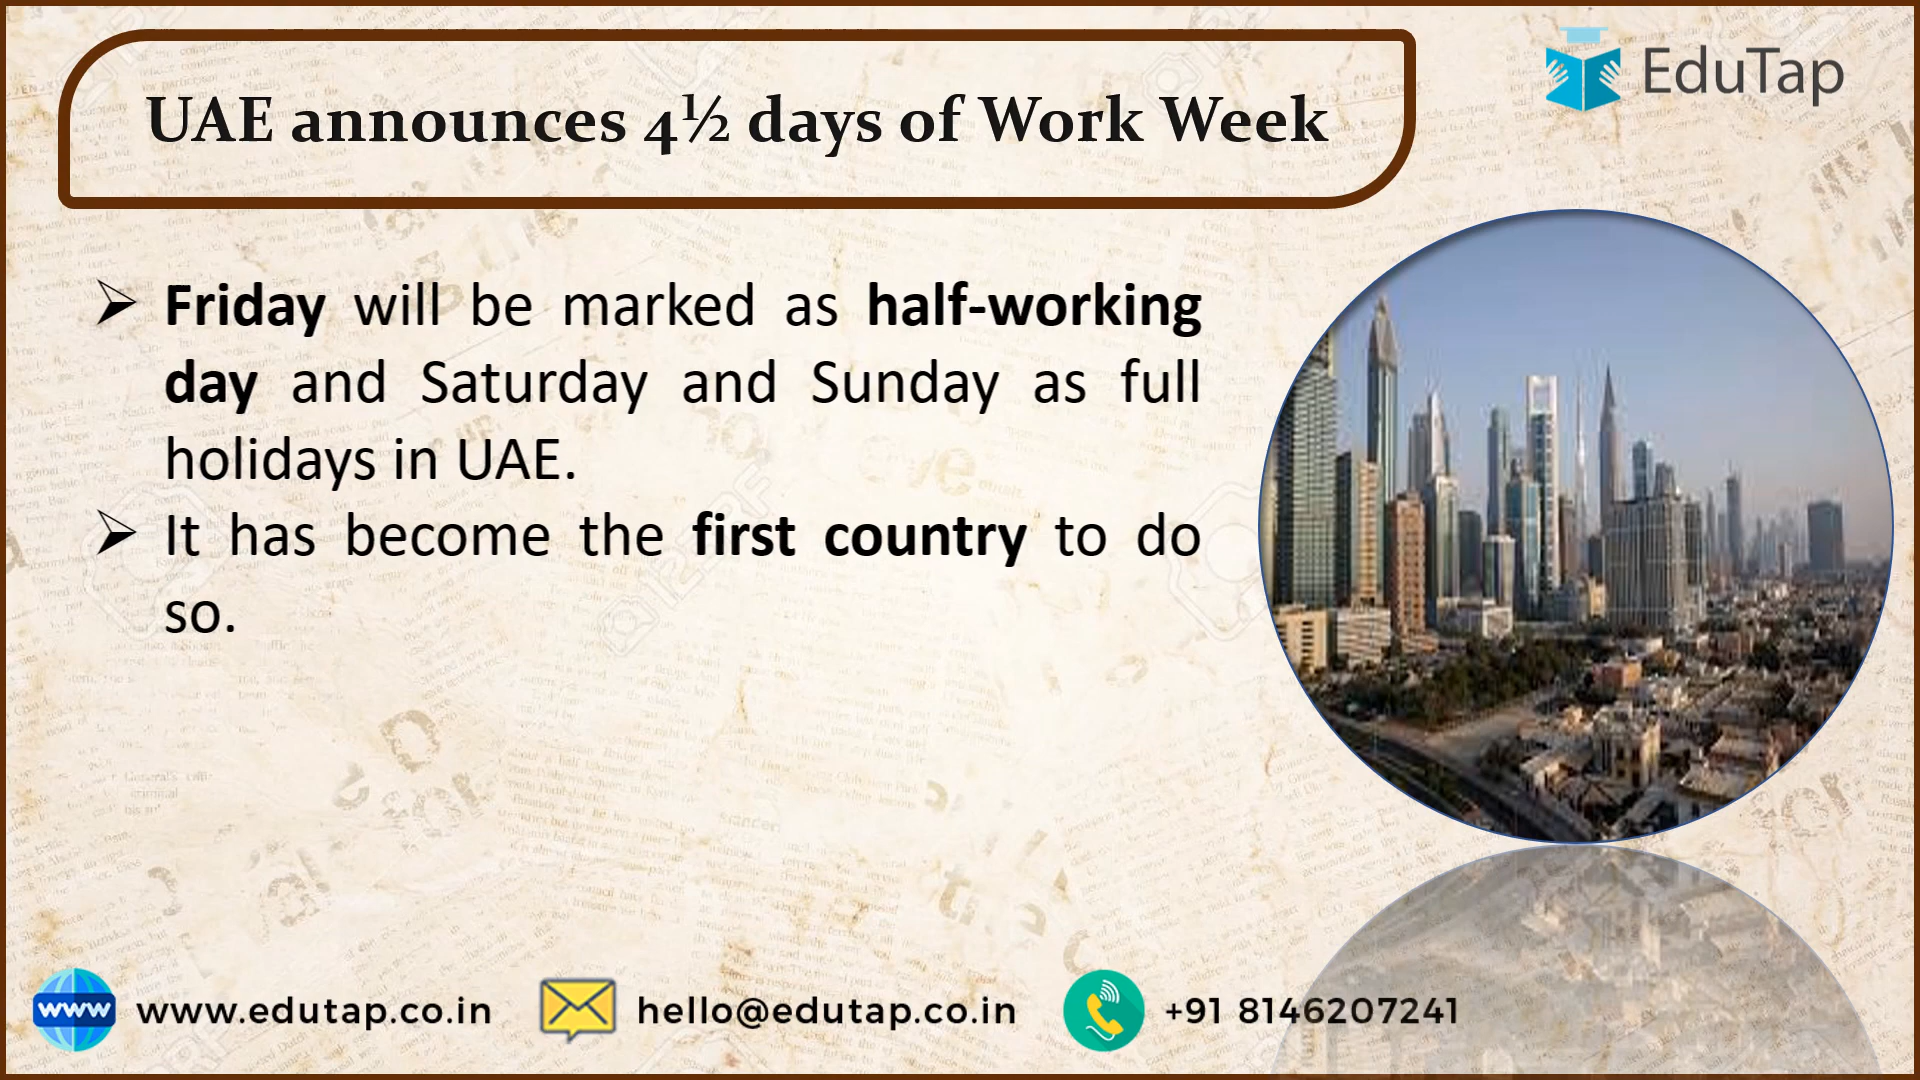 UAE announces 4½ days of Work Week
EduTap
➢ Friday will be marked as half-working
day and Saturday and Sunday as full
holidays in UAE.
➢ It has become the first country to do
so.
www www.edutap.co.in hello@edutap.co.in +91 8146207241